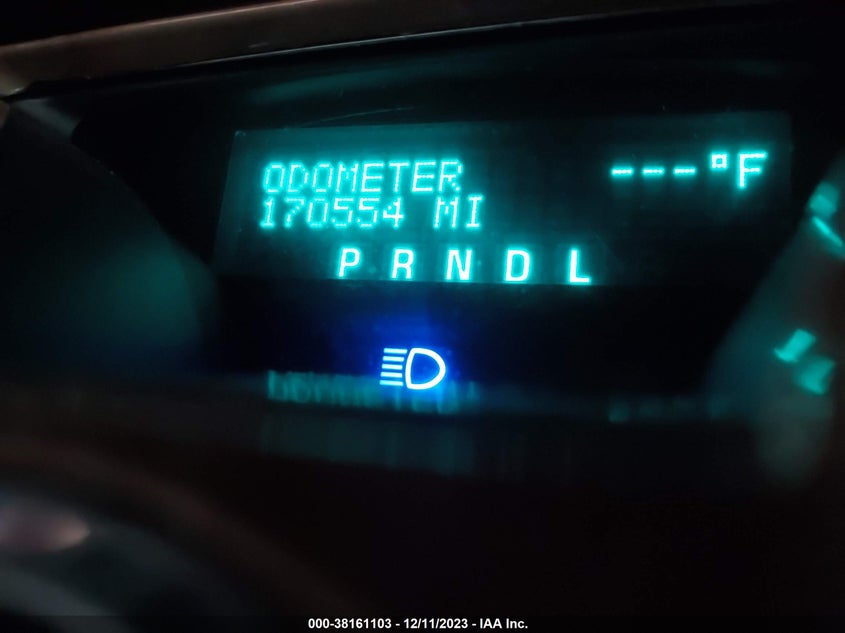 ODOMETER
170554 MI
---°F
P R N D L
000-38161103 - 12/11/2023 - IAA Inc.